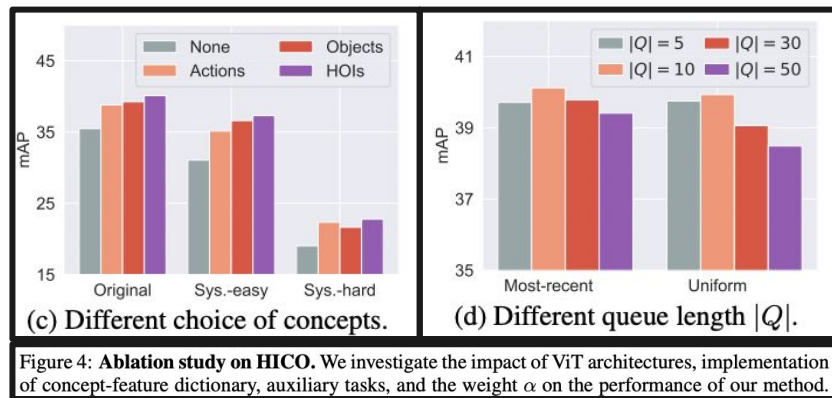 None Objects
Actions HOIs
45
35
25
15
mAP
Original Sys.-easy Sys.-hard
(c) Different choice of concepts.
|Q| = 5 |Q| = 30
|Q| = 10 |Q| = 50
41
39
37
35
mAP
Most-recent Uniform
(d) Different queue length |Q|.
Figure 4: Ablation study on HICO. We investigate the impact of ViT architectures, implementation
of concept-feature dictionary, auxiliary tasks, and the weight α on the performance of our method.